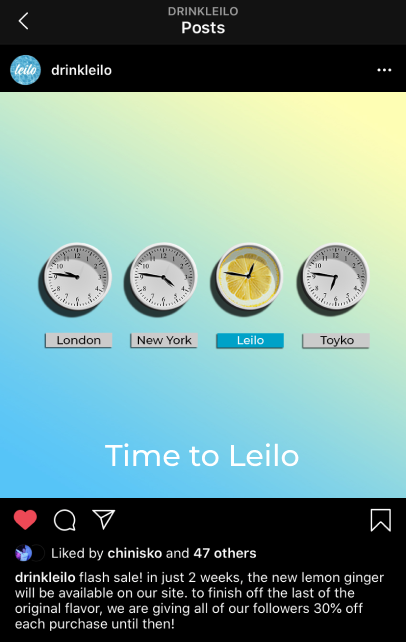 DRINKLEILO
Posts
leilo
drinkleilo
London
New York
Leilo
Toyko
Time to Leilo
Liked by chinisko and 47 others
drinkleilo flash sale! in just 2 weeks, the new lemon ginger
will be available on our site. to finish off the last of the
original flavor, we are giving all of our followers 30% off
each purchase until then!